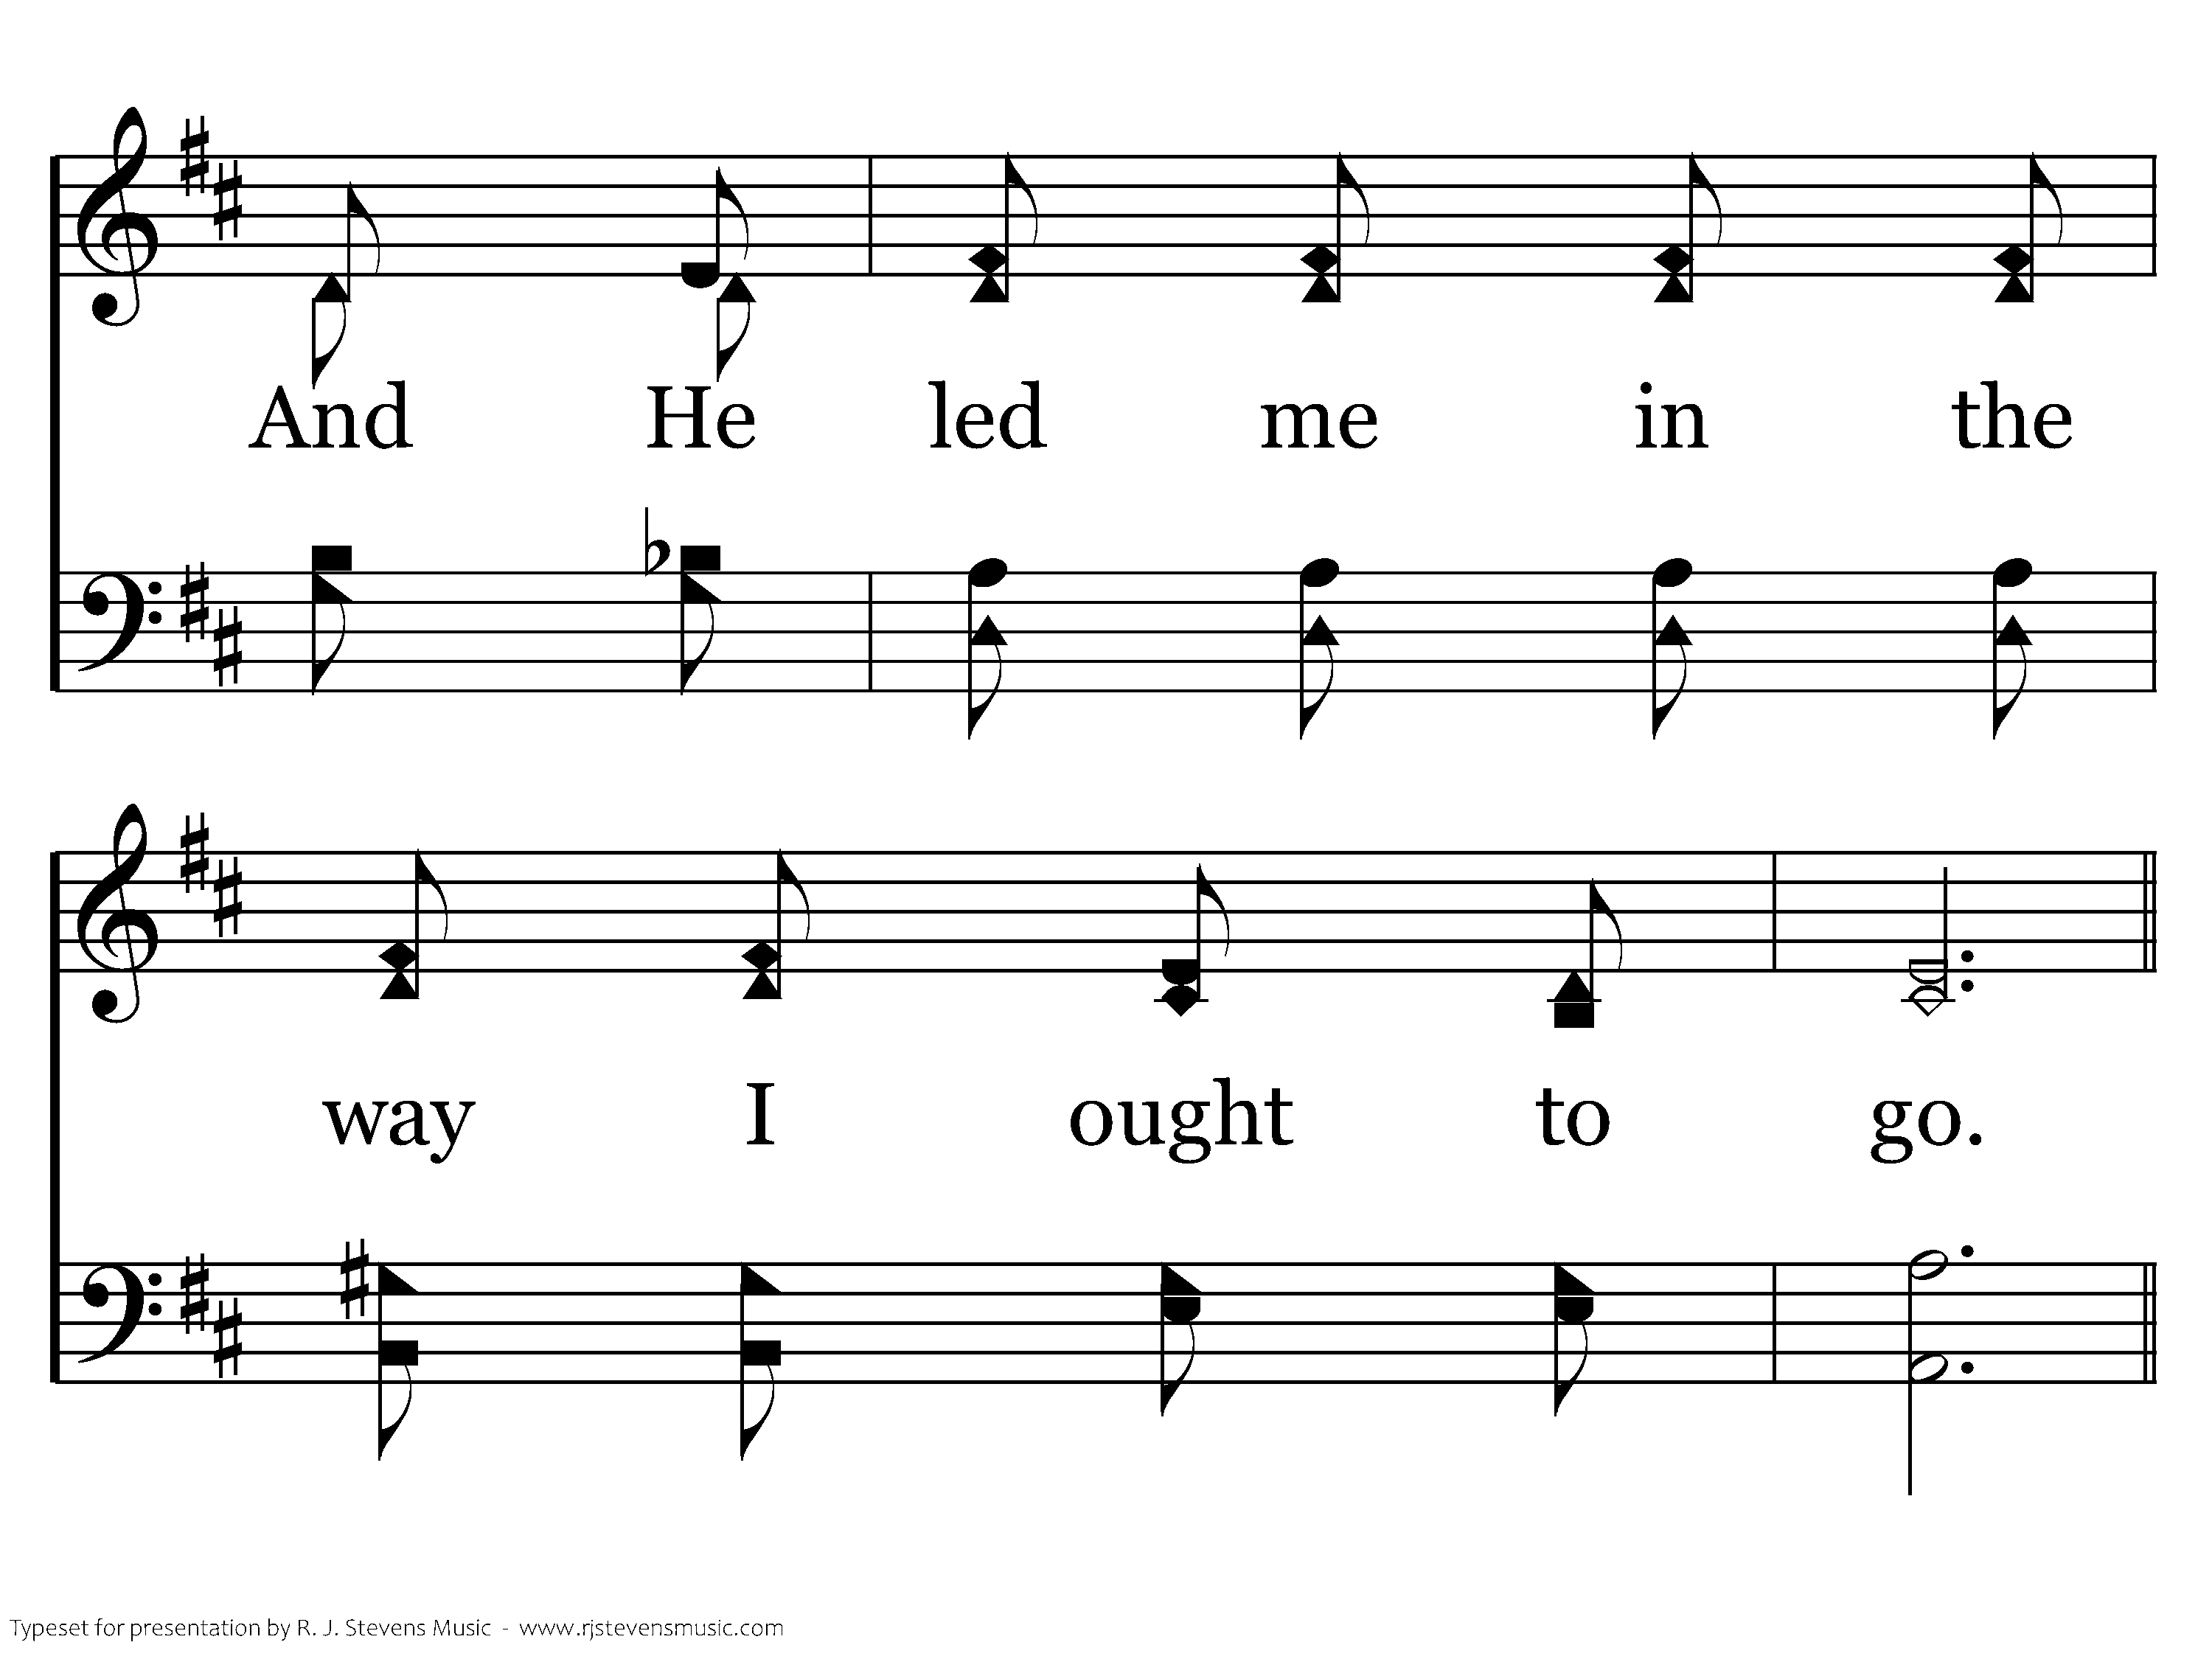 And He led me in the
way I ought to go.
Typeset for presentation by R. J. Stevens Music - www.rjstevensmusic.com